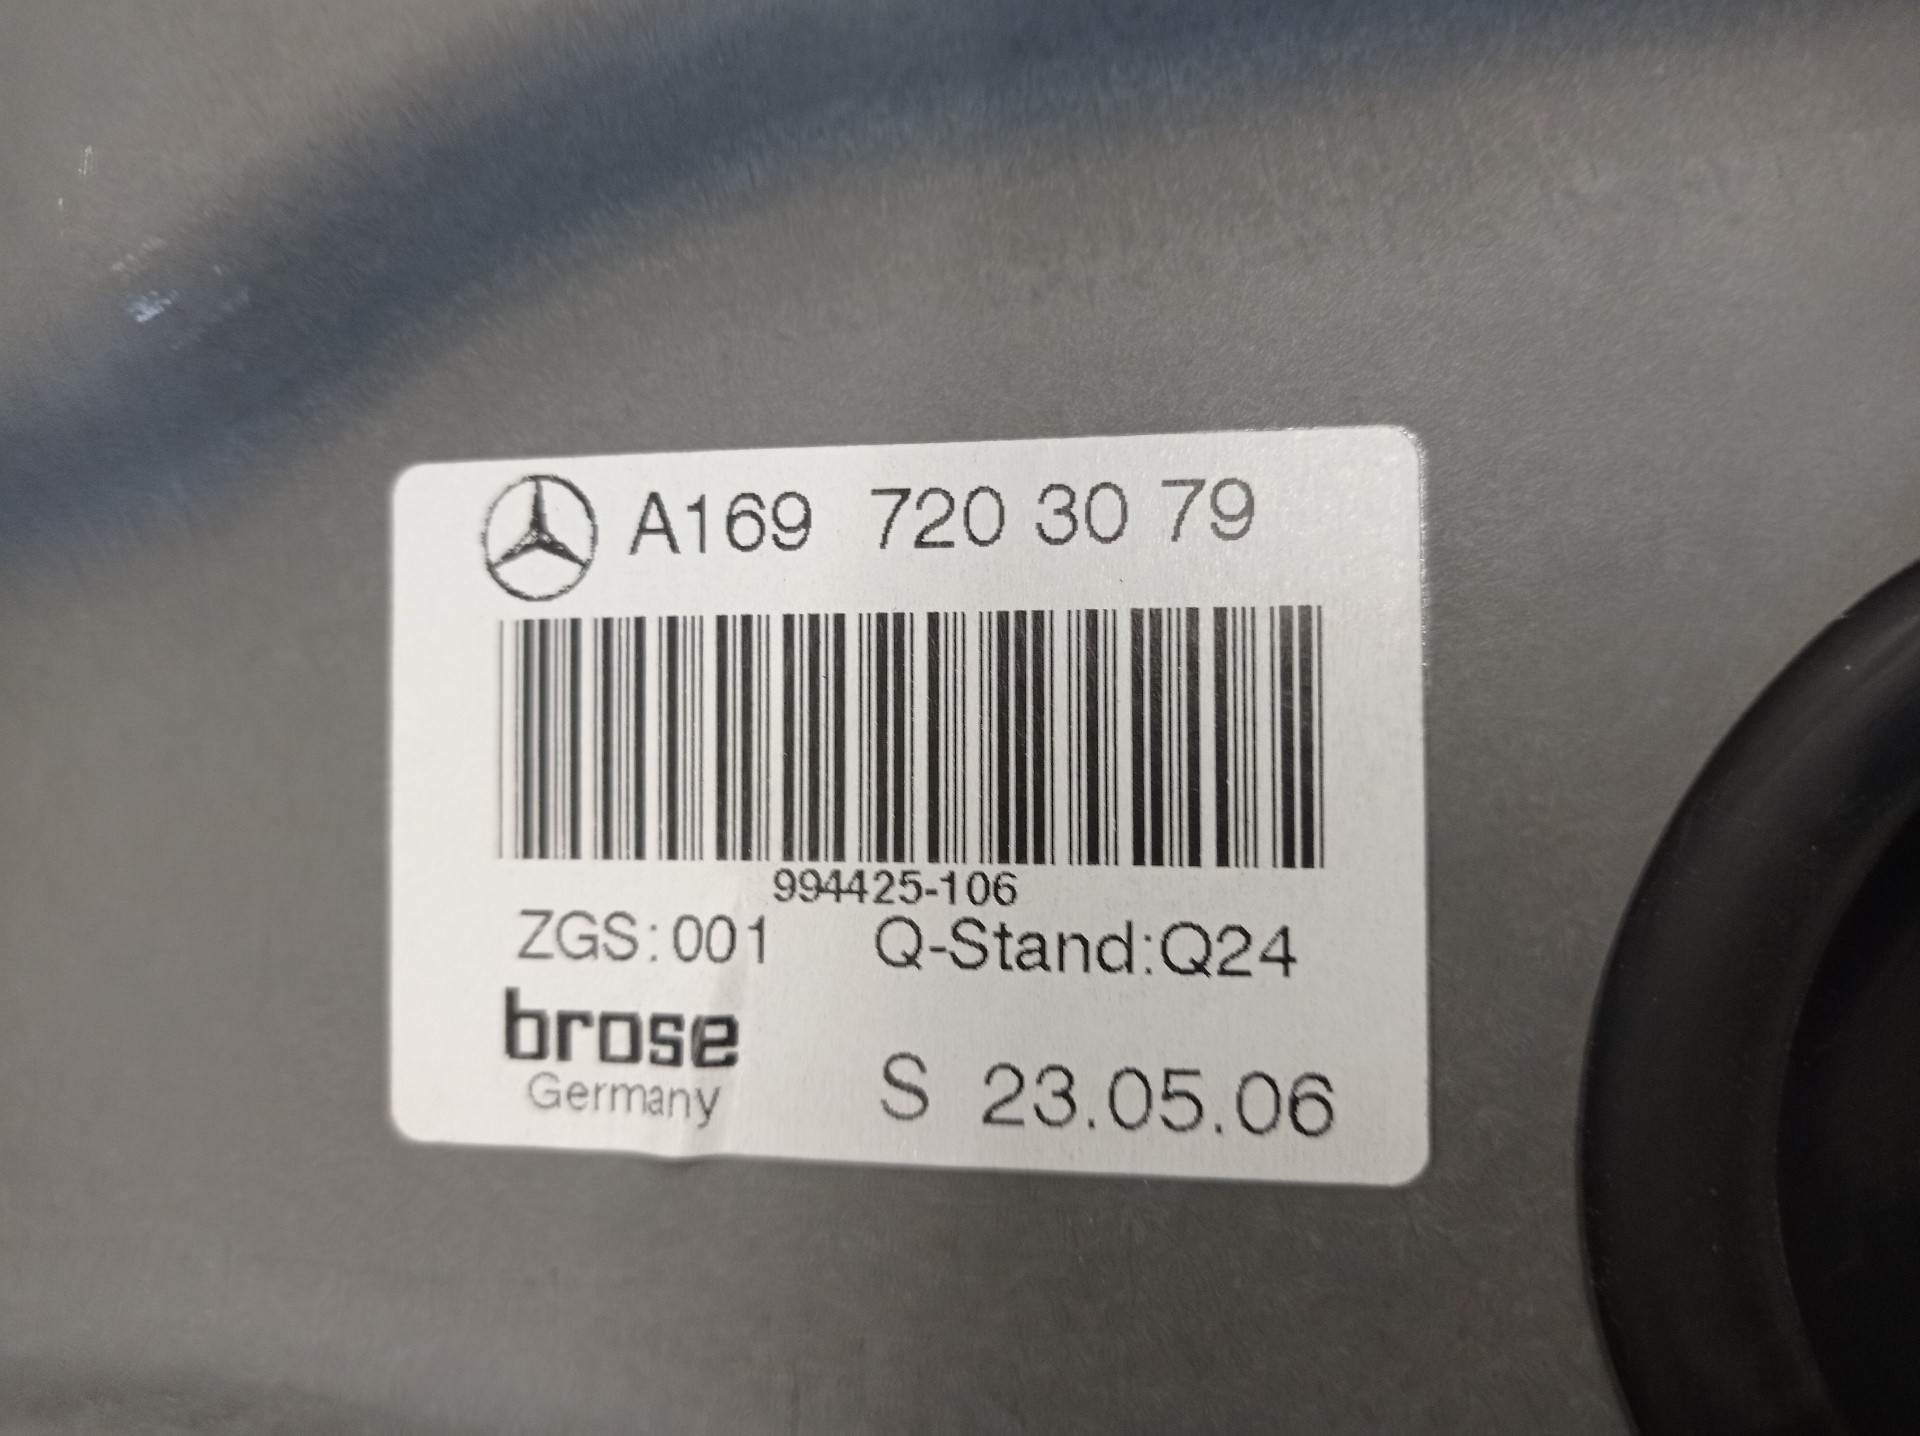 A169 720 30 79
994425-106
ZGS:001 Q-Stand:Q24
brose
Germany
S 23.05.06